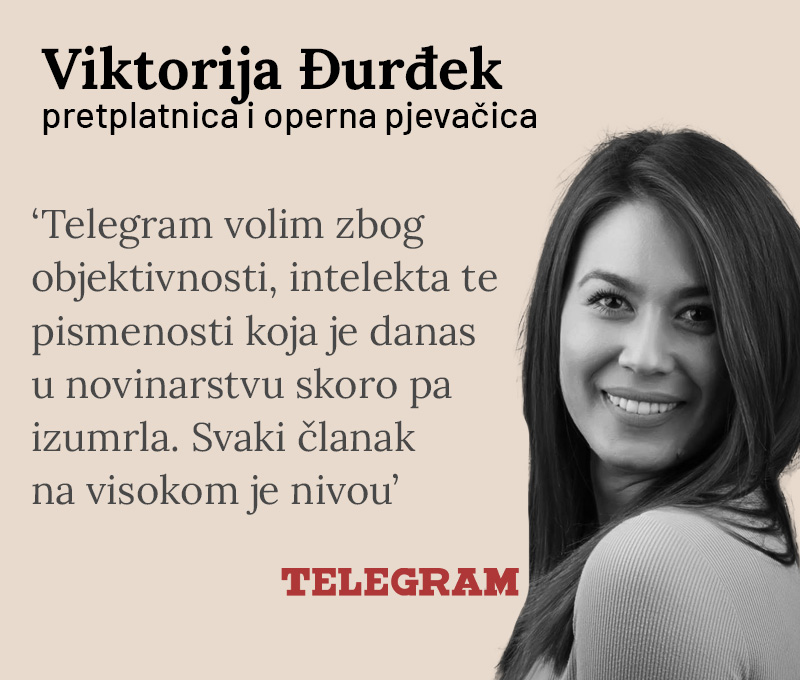 Viktorija Đurđek
pretplatnica i operna pjevačica
‘Telegram volim zbog
objektivnosti, intelekta te
pismenosti koja je danas
u novinarstvu skoro pa
izumrla. Svaki članak
na visokom je nivou’
TELEGRAM